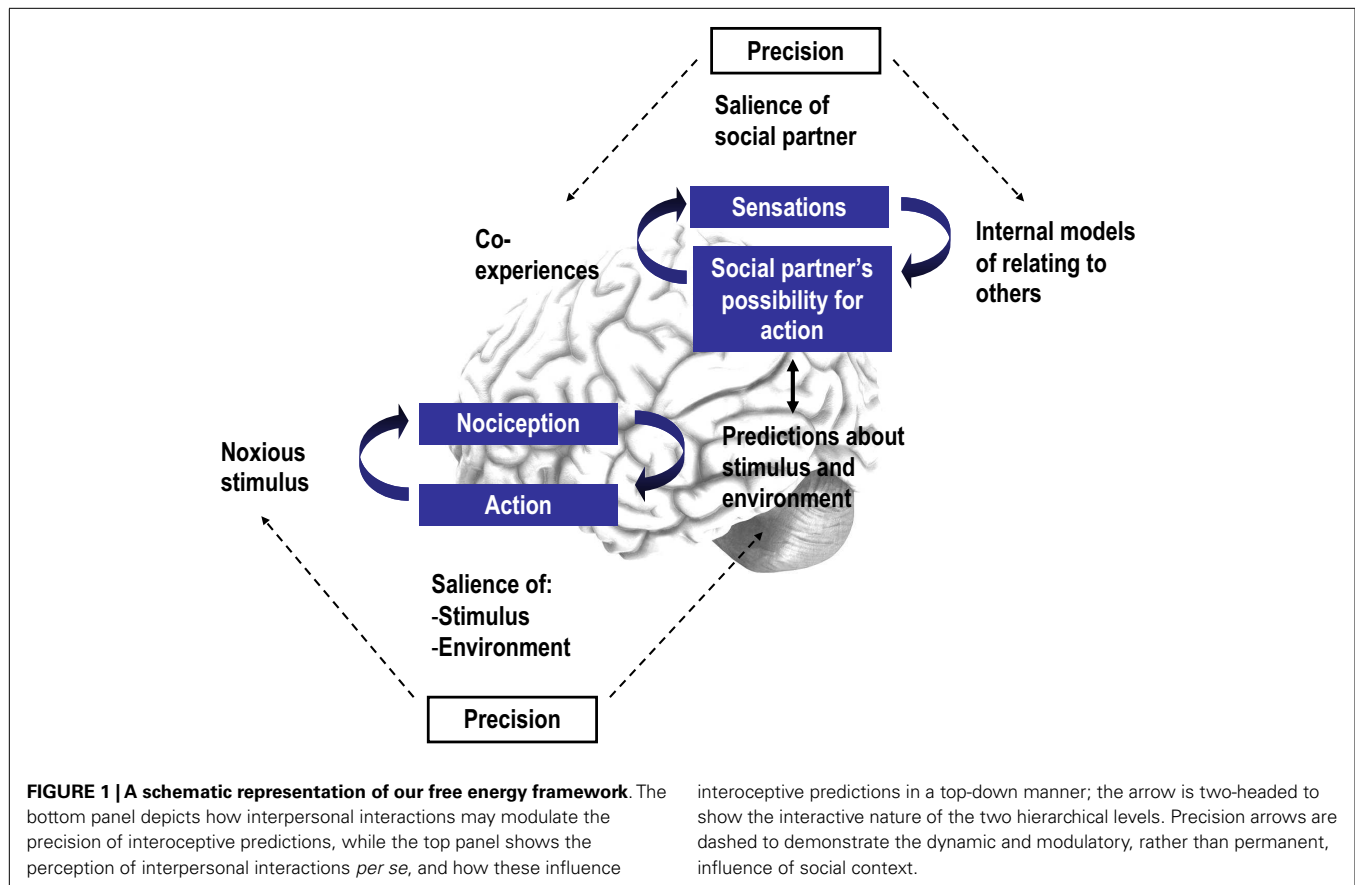 Precision
Salience of
social partner
Sensations
Co-
experiences
Social partner's
possibility for
action
Internal models
of relating to
others
Nociception
Action
Noxious
stimulus
Predictions about
stimulus and
environment
Salience of:
-Stimulus
-Environment
Precision
FIGURE 1 | A schematic representation of our free energy framework. The
bottom panel depicts how interpersonal interactions may modulate the
precision of interoceptive predictions, while the top panel shows the
perception of interpersonal interactions per se, and how these influence
interoceptive predictions in a top-down manner; the arrow is two-headed to
show the interactive nature of the two hierarchical levels. Precision arrows are
dashed to demonstrate the dynamic and modulatory, rather than permanent,
influence of social context.